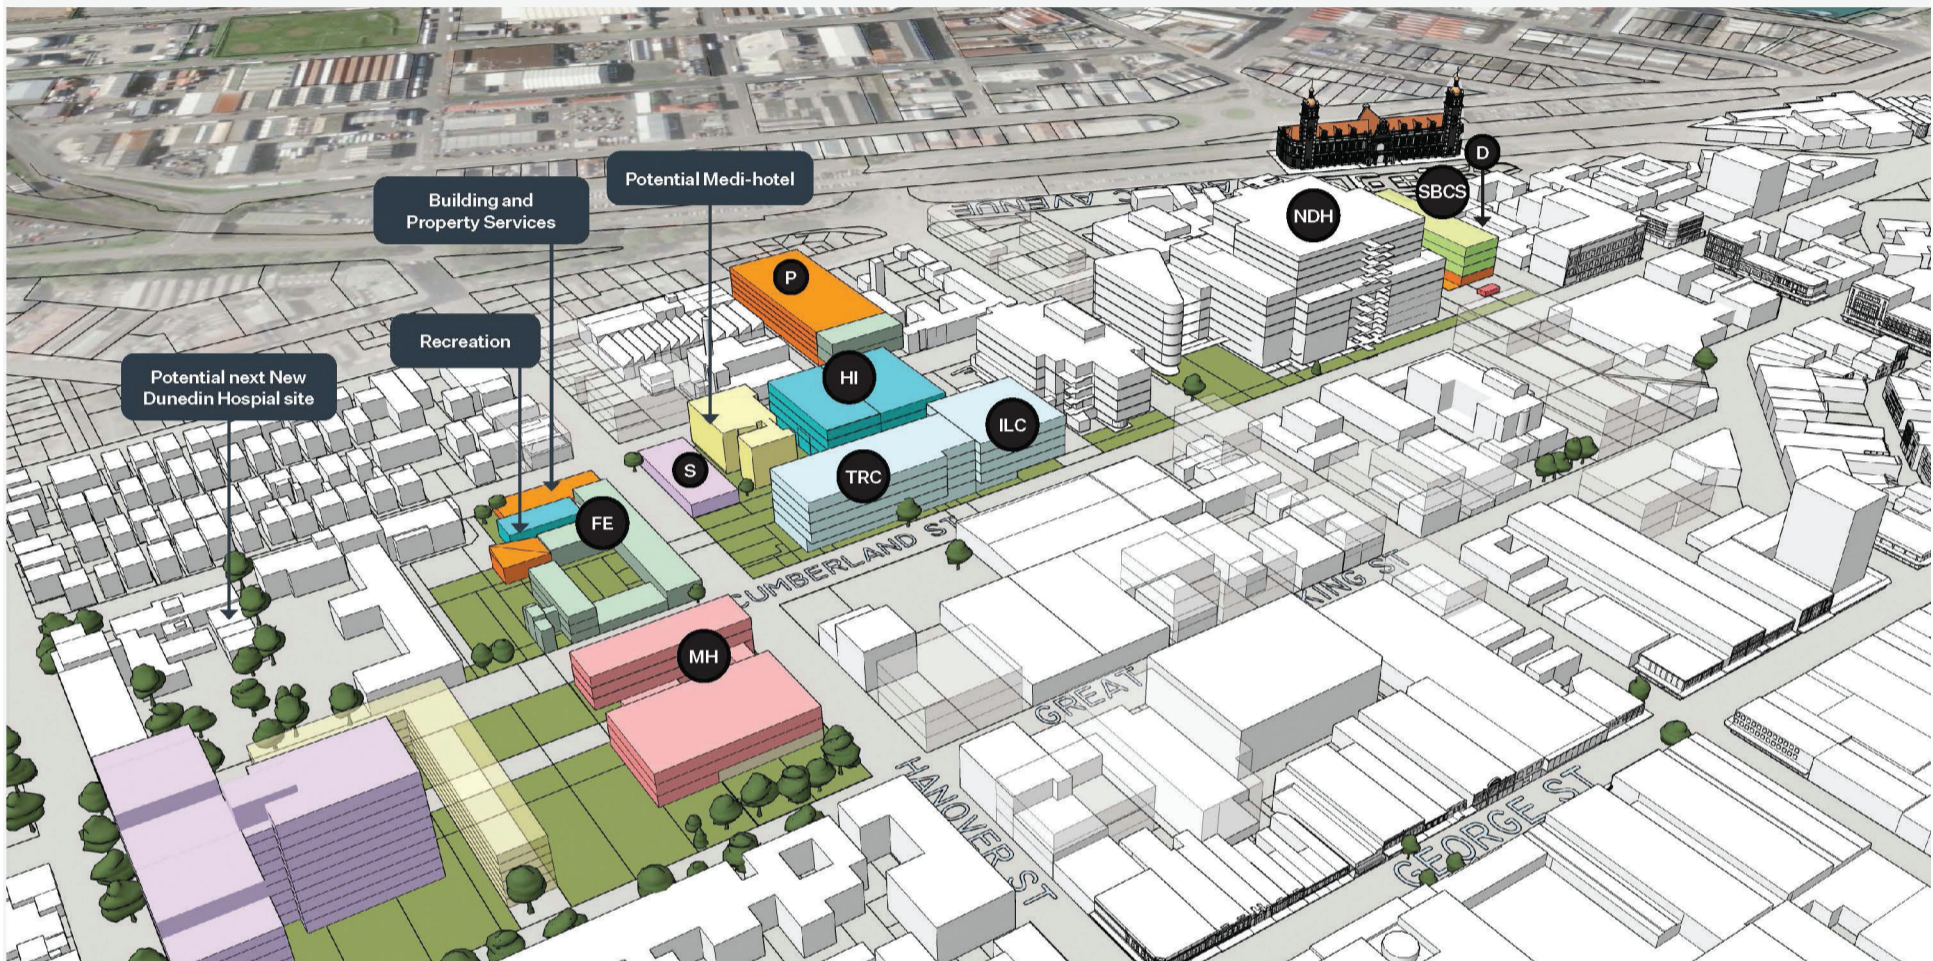 Potential Medi-hotel
Building and
Property Services
Recreation
Potential next New
Dunedin Hospial site
D
SBCS
NDH
AVENUE
P
HI
ILC
TRC
S
FE
MH
CUMBERLAND ST
GREAT
KING ST
HANOVER ST
GEORGE ST